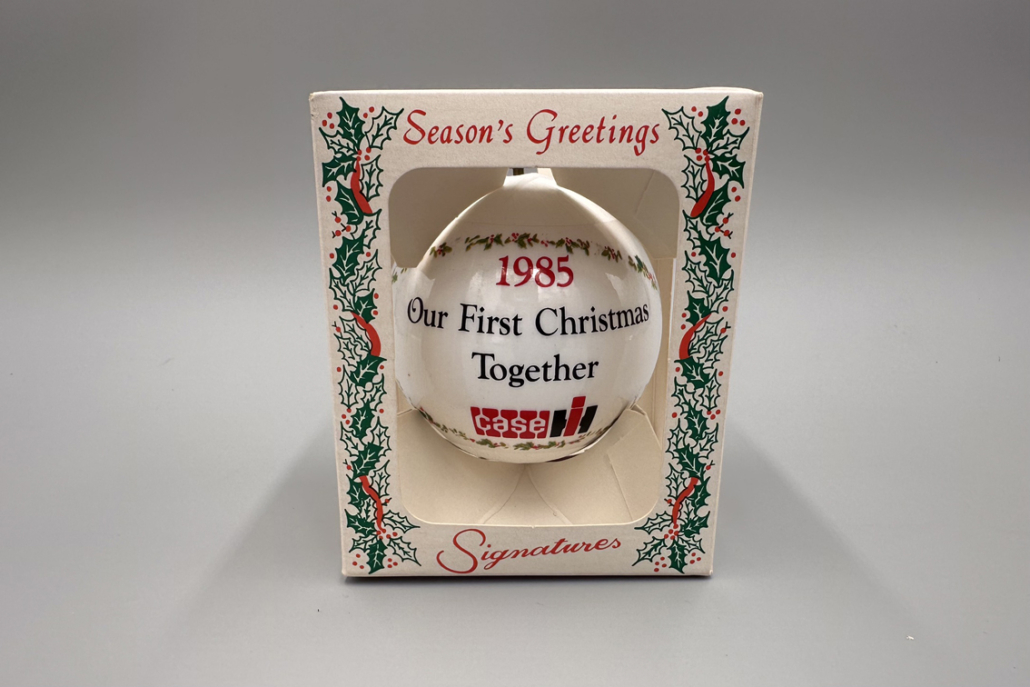 Season's Greetings
1985
Our First Christmas
Together
case IH
Signatures